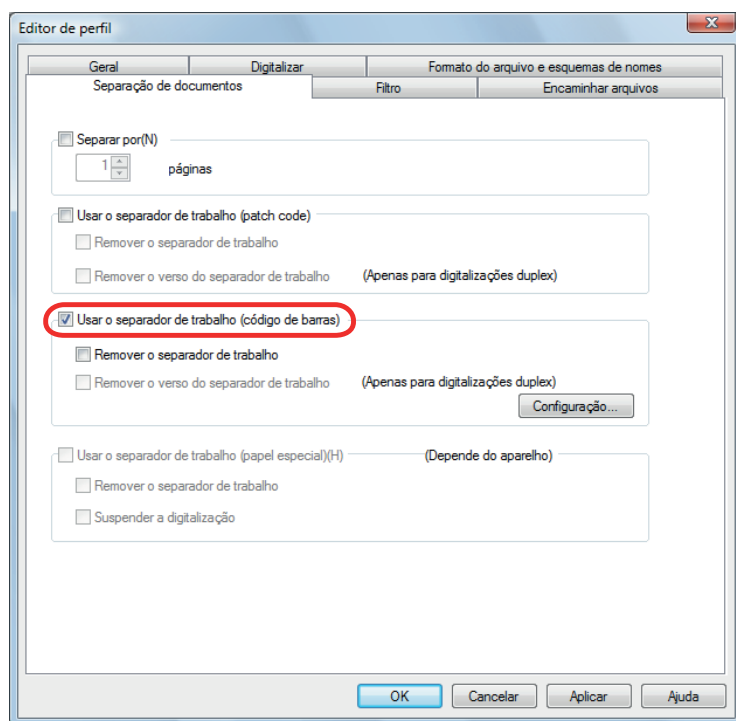 Editor de perfil
Geral Digitalizar Formato do arquivo e esquemas de nomes
Separação de documentos Filtro Encaminhar arquivos
Separar por(N)
1 páginas
Usar o separador de trabalho (patch code)
Remover o separador de trabalho
Remover o verso do separador de trabalho (Apenas para digitalizações duplex)
Usar o separador de trabalho (código de barras)
Remover o separador de trabalho
Remover o verso do separador de trabalho (Apenas para digitalizações duplex)
Configuração...
Usar o separador de trabalho (papel especial)(H) (Depende do aparelho)
Remover o separador de trabalho
Suspender a digitalização
OK Cancelar Aplicar Ajuda